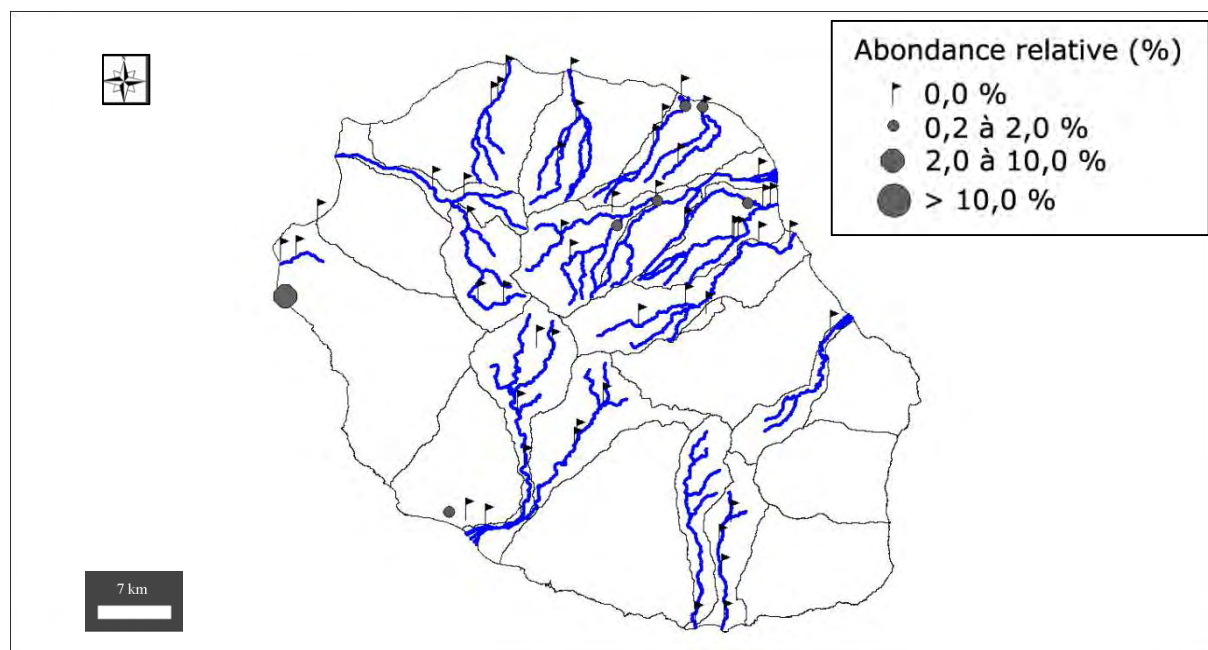 Abondance relative (%)
0,0 %
0,2 à 2,0 %
2,0 à 10,0 %
> 10,0 %
7 km